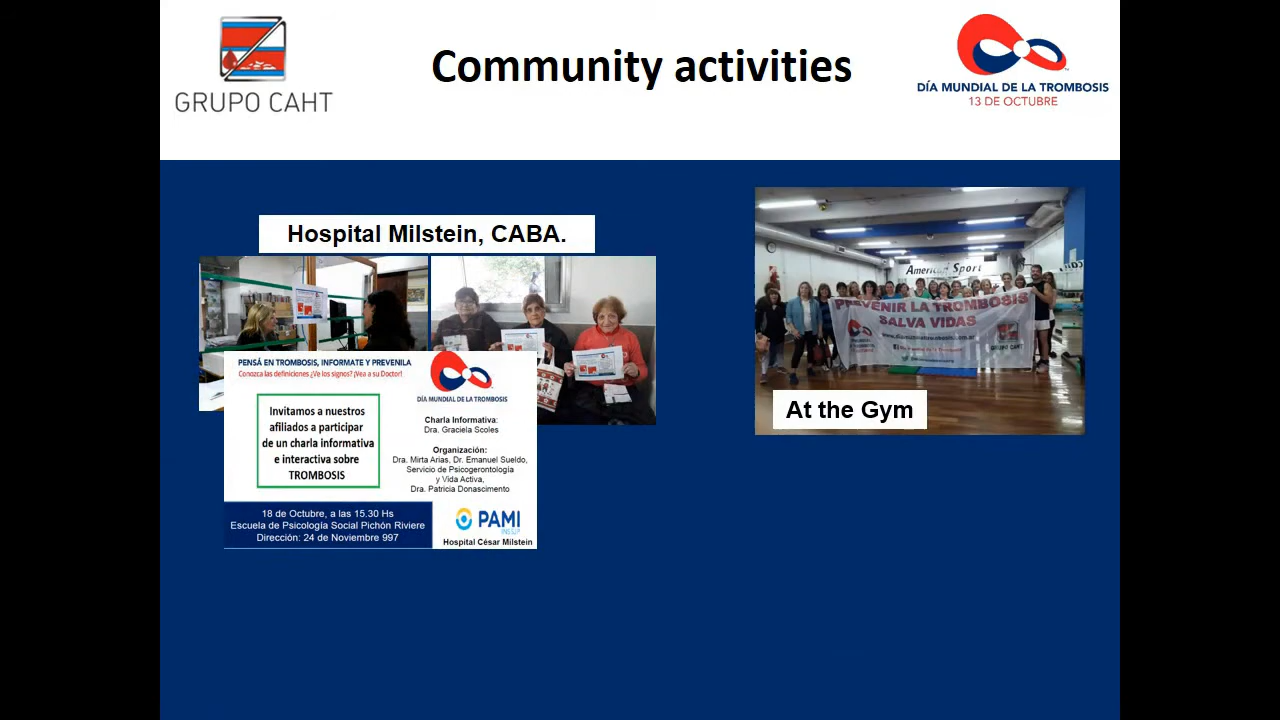 GRUPO CAHT
Community activities
DÍA MUNDIAL DE LA TROMBOSIS
13 DE OCTUBRE
Hospital Milstein, CABA.
PENSÁ EN TROMBOSIS, INFORMATE Y PREVENILA
Conozca las definiciones ¿Ve los signos? ¡Vea a su Doctor!
DÍA MUNDIAL DE LA TROMBOSIS
Invitamos a nuestros
afiliados a participar
de un charla informativa
e interactiva sobre
TROMBOSIS
Charla Informativa:
Dra. Graciela Scoles
Organización:
Dra. Mirta Arias, Dr. Emanuel Sueldo,
Servicio de Psicogerontología
y Vida Activa,
Dra. Patricia Donascimento
18 de Octubre, a las 15.30 Hs
Escuela de Psicología Social Pichón Riviere
Dirección: 24 de Noviembre 997
PAMI
Hospital César Milstein
American Sport
PREVENIR LA TROMBOSIS
SALVA VIDAS
GRUPO CAHT
At the Gym